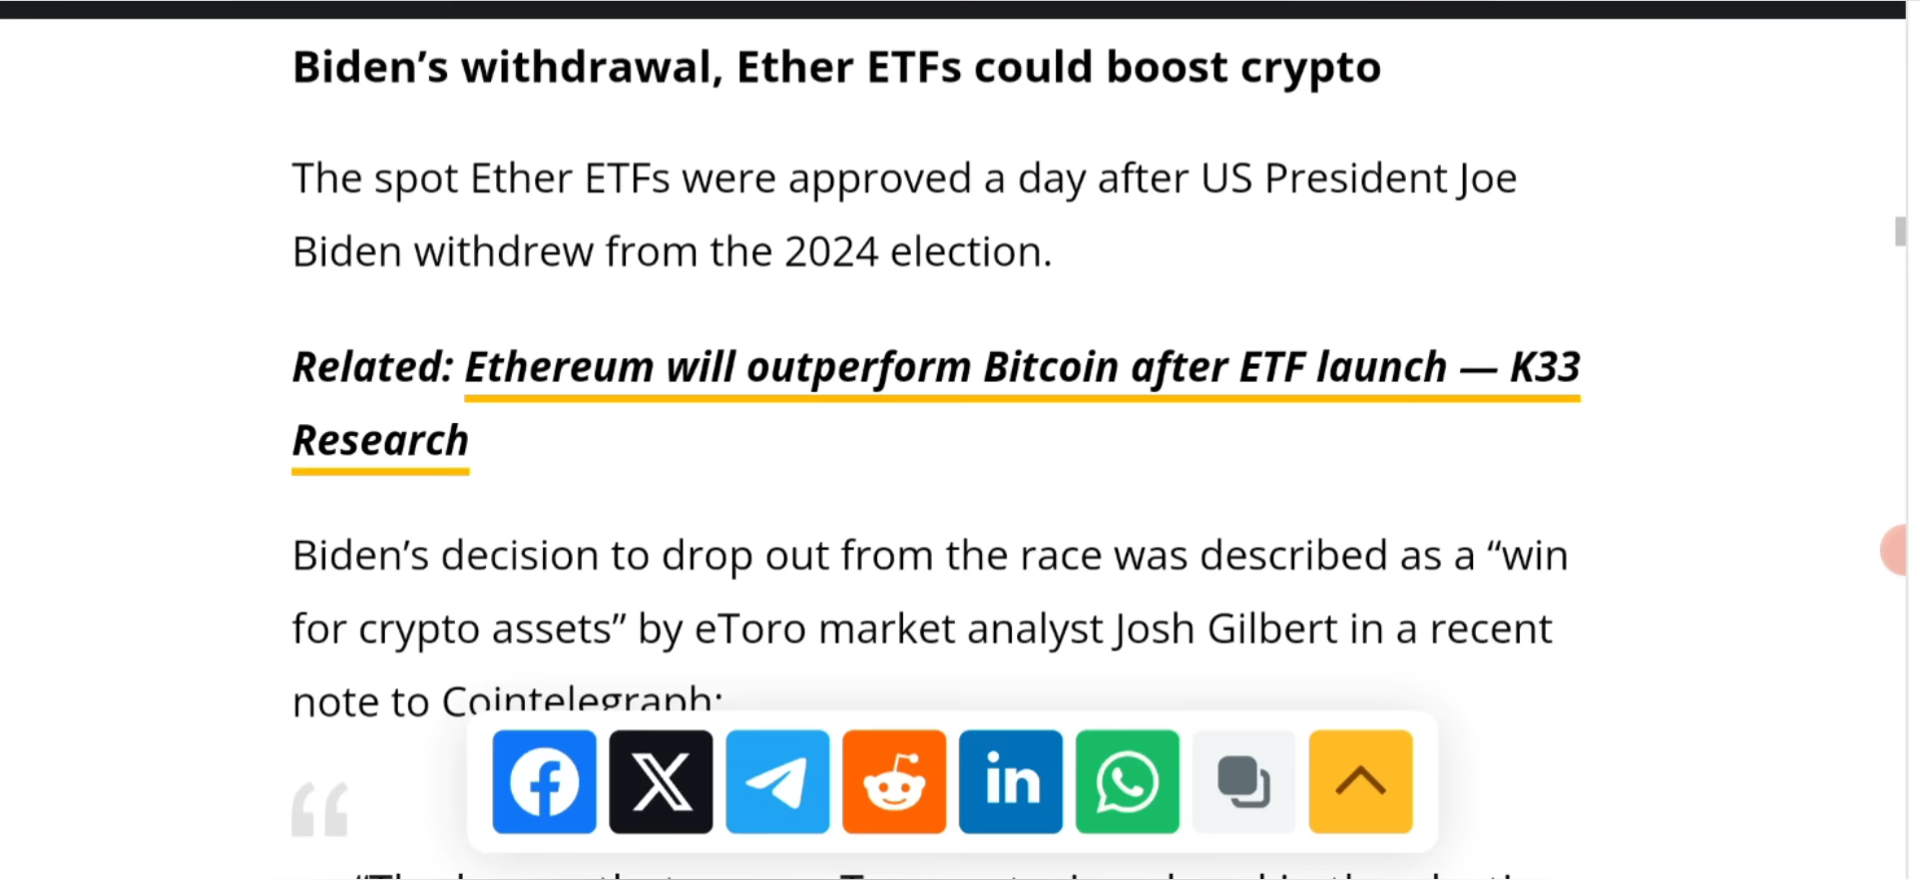 Biden’s withdrawal, Ether ETFs could boost crypto
The spot Ether ETFs were approved a day after US President Joe
Biden withdrew from the 2024 election.
Related: Ethereum will outperform Bitcoin after ETF launch — K33
Research
Biden’s decision to drop out from the race was described as a “win
for crypto assets” by eToro market analyst Josh Gilbert in a recent
note to Cointelegraph: